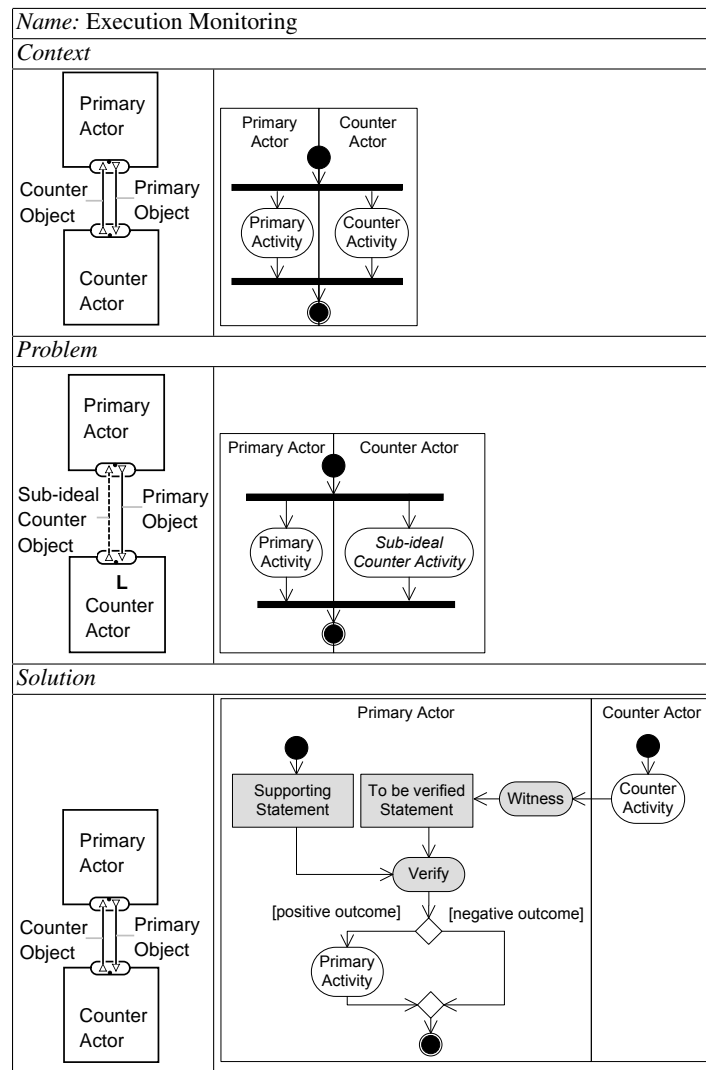 Name: Execution Monitoring
Context
Primary
Actor
Counter
Object
Primary
Object
Counter
Actor
Primary
Actor
Counter
Actor
Primary
Activity
Counter
Activity
Problem
Primary
Actor
Sub-ideal
Counter
Object
Primary
Object
L
Counter
Actor
Primary Actor
Counter Actor
Primary
Activity
Sub-ideal
Counter Activity
Solution
Primary
Actor
Counter
Object
Primary
Object
Counter
Actor
Primary Actor
Counter Actor
Supporting
Statement
To be verified
Statement
Witness
Counter
Activity
Verify
[positive outcome]
[negative outcome]
Primary
Activity